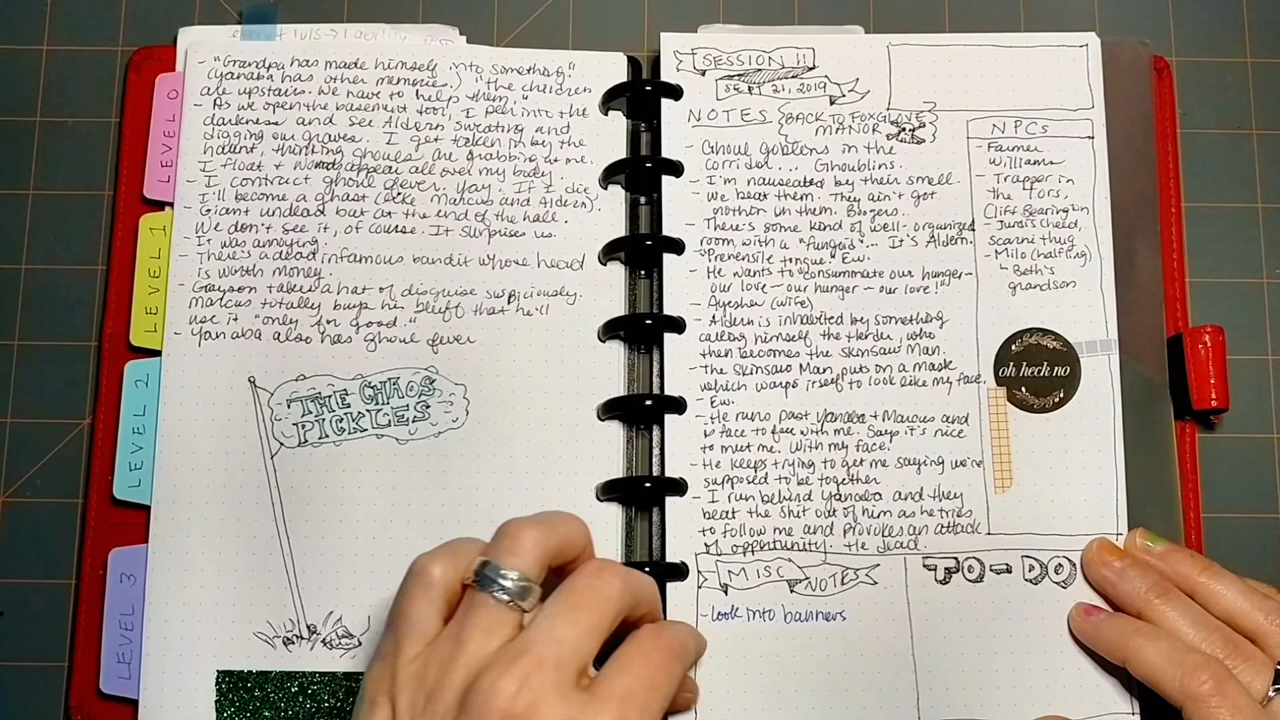 LEVEL 0
LEVEL 1
LEVEL 2
LEVEL 3
- "Grandpa has made himself into something"
(Yanaba has other memories.) "the children
are upstairs. We have to help them."
- As we open the basement door, I peer into the
darkness and see Aldern sweating and
digging our graves. I get taken in by the
haunt, thinking ghouls are grabbing at me.
I float + words appear all over my body.
- I contract ghoul fever. Yay. If I die
I'll become a ghast (like Marcus and Aldern).
- Giant undead bat at the end of the hall.
We don't see it, of course. It surprises us.
- It was annoying.
- There's a dead infamous bandit whose head
is worth money.
- Grayson takes a hat of disguise suspiciously.
Marcus totally buys his bluff that he'll
use it "only for good."
- Yanaba also has ghoul fever
THE CHAOS
PICKLES
SESSION 11
SEPT 21, 2019
NOTES
BACK TO FOXGLOVE
MANOR
- Ghoul goblins in the
corridor... Ghoublins.
- I'm nauseated by their smell.
- We beat them. They ain't got
nothin on them. Boogers.
- There's some kind of well-organized
room with a "fungoid"... It's Aldern.
- "Prehensile tongue." Ew.
- He wants to "consummate our hunger-
our love - our hunger - our love!"
- Ayesher (wife)
- Aldern is inhabited by something
calling himself the Herder, who
then becomes the Skinsaw Man.
- The Skinsaw Man puts on a mask
which warps itself to look like my face.
- Ew.
- He runs past Yanaba + Marcus and
is face to face with me. Says it's nice
to meet me. With my face.
- He keeps trying to get me saying we're
supposed to be together
- I run behind Yanaba and they
beat the shit out of him as he tries
to follow me and provokes an attack
of opportunity. He dead.
NPCs
- Farmer
Williams
- Trapper in
the Tors.
Cliff
- scarni thug
- Milo (halfling)
Beth's
grandson
oh heck no
MISC
NOTES
- look into banners
TO-DO